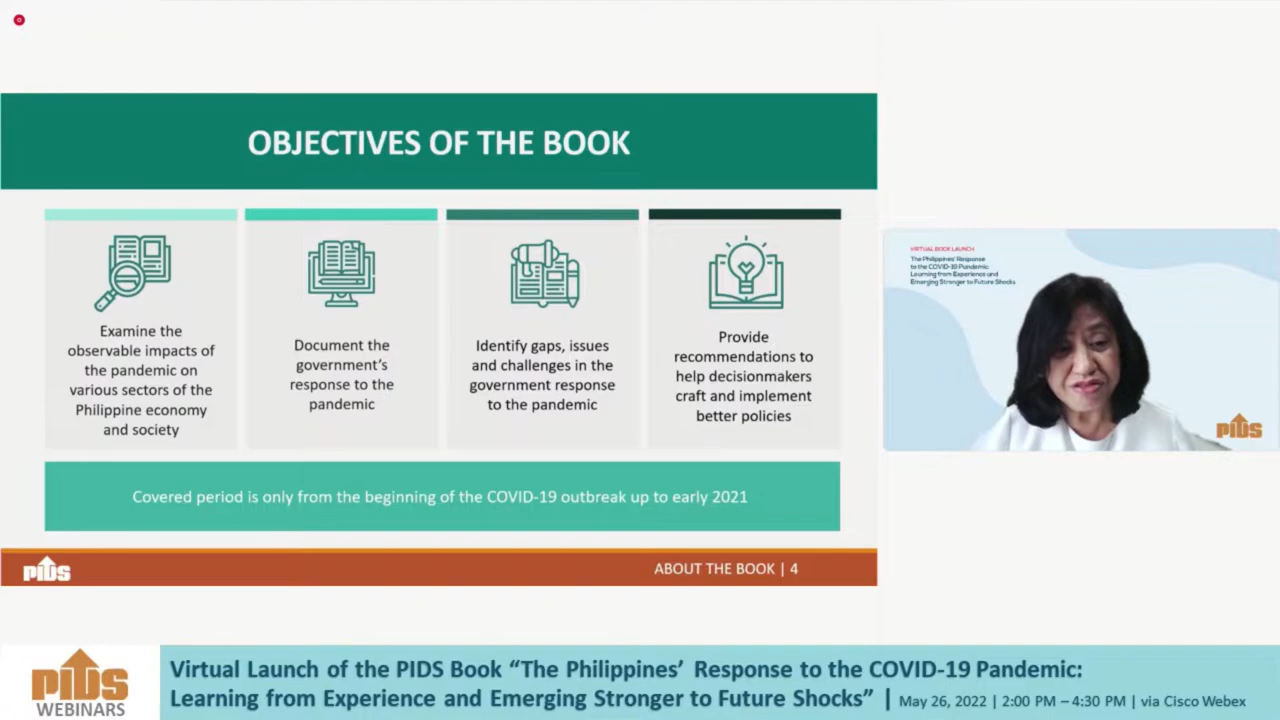 OBJECTIVES OF THE BOOK
Examine the
observable impacts of
the pandemic on
various sectors of the
Philippine economy
and society
Document the
government's
response to the
pandemic
Identify gaps, issues
and challenges in the
government response
to the pandemic
Provide
recommendations to
help decisionmakers
craft and implement
better policies
Covered period is only from the beginning of the COVID-19 outbreak up to early 2021
PIDS
ABOUT THE BOOK | 4
VIRTUAL BOOK LAUNCH
The Philippines' Response
to the COVID-19 Pandemic:
Learning from Experience and
Emerging Stronger to Future Shocks
PIDS
PIDS
WEBINARS
Virtual Launch of the PIDS Book “The Philippines’ Response to the COVID-19 Pandemic:
Learning from Experience and Emerging Stronger to Future Shocks” | May 26, 2022 | 2:00 PM – 4:30 PM | via Cisco Webex